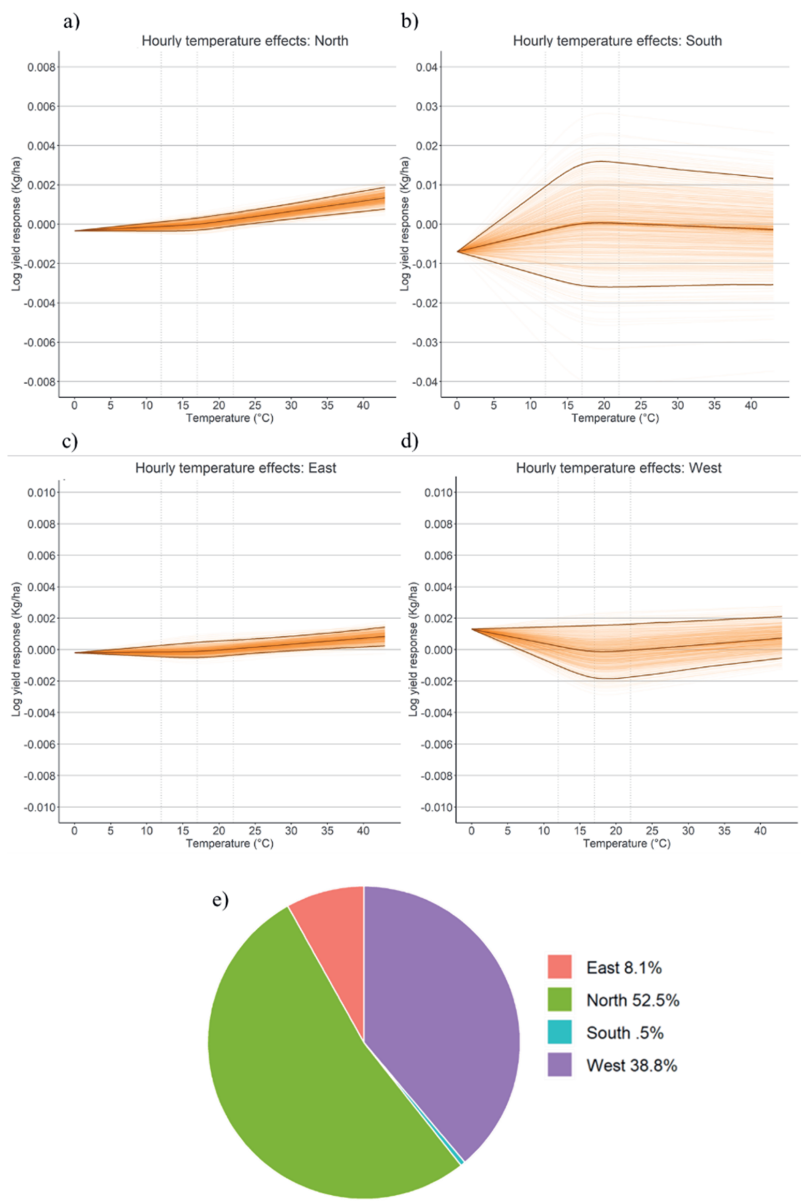 a)
Hourly temperature effects: North
Log yield response (Kg/ha)
0.008
0.006
0.004
0.002
0.000
-0.002
-0.004
-0.006
-0.008
0 5 10 15 20 25 30 35 40
Temperature (°C)
b)
Hourly temperature effects: South
Log yield response (Kg/ha)
0.04
0.03
0.02
0.01
0.00
-0.01
-0.02
-0.03
-0.04
0 5 10 15 20 25 30 35 40
Temperature (°C)
c)
Hourly temperature effects: East
Log yield response (Kg/ha)
0.010
0.008
0.006
0.004
0.002
0.000
-0.002
-0.004
-0.006
-0.008
-0.010
0 5 10 15 20 25 30 35 40
Temperature (°C)
d)
Hourly temperature effects: West
Log yield response (Kg/ha)
0.010
0.008
0.006
0.004
0.002
0.000
-0.002
-0.004
-0.006
-0.008
-0.010
0 5 10 15 20 25 30 35 40
Temperature (°C)
e)
East 8.1%
North 52.5%
South .5%
West 38.8%